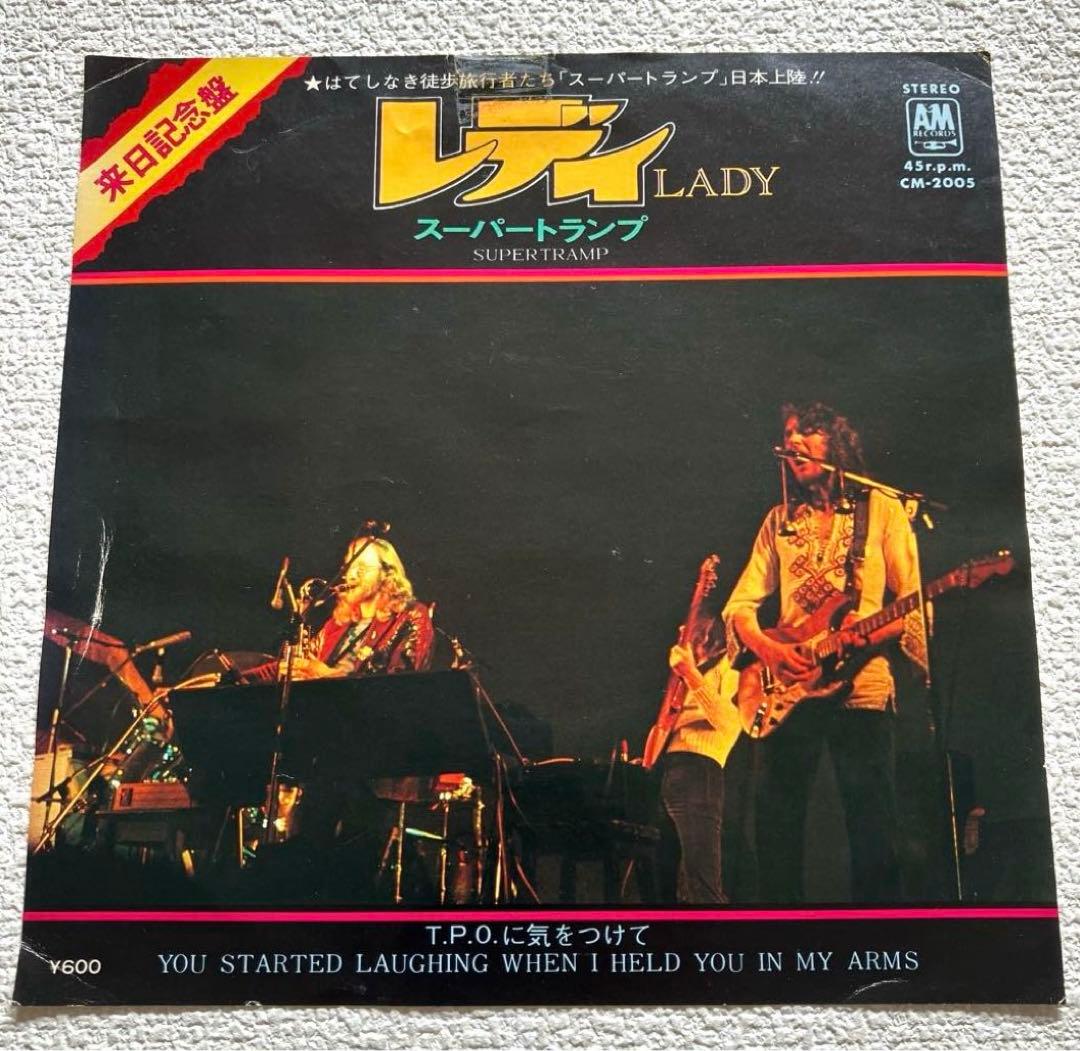 ★はてしなき徒歩旅行者たち「スーパートランプ」日本上陸!!
来日記念盤
レディ LADY
スーパートランプ
SUPERTRAMP
STEREO
A&M
RECORDS
45r.p.m.
CM-2005
T.P.O.に気をつけて
YOU STARTED LAUGHING WHEN I HELD YOU IN MY ARMS
¥600